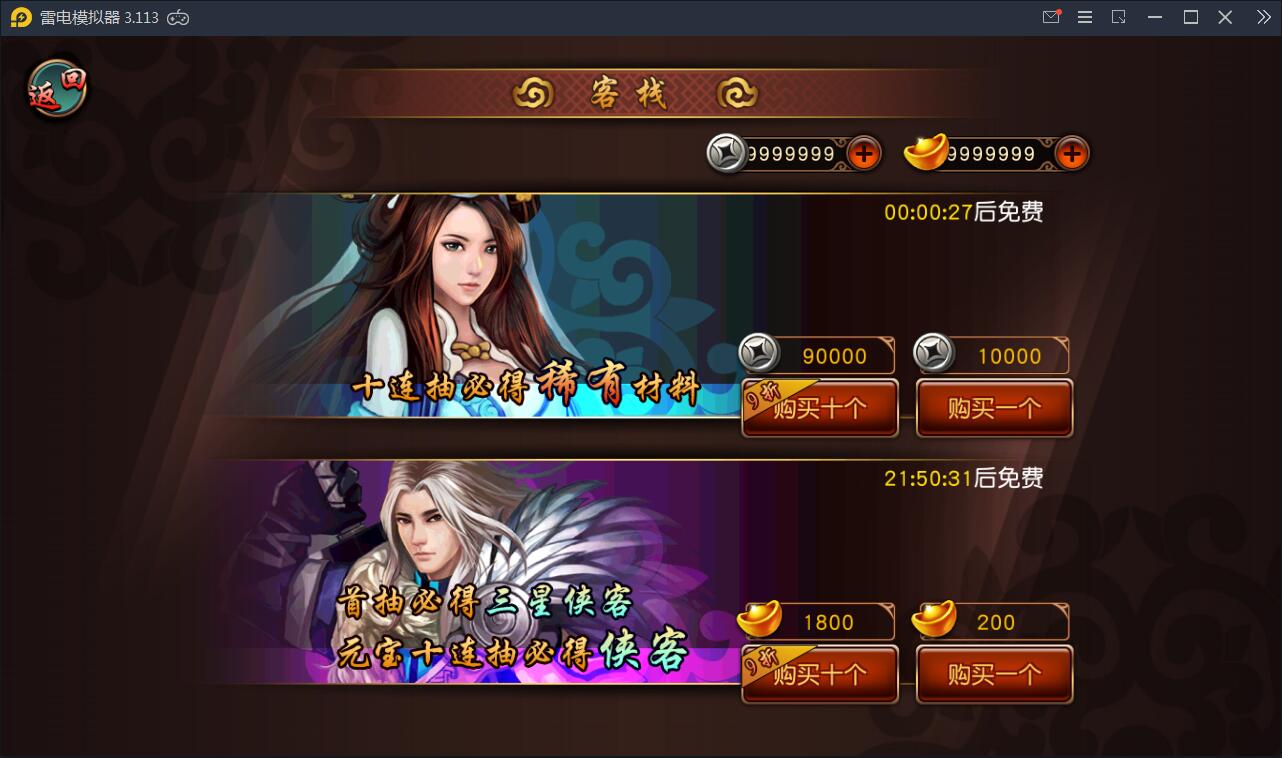 雷电模拟器 3.113
返回
客栈
9999999
9999999
00:00:27后免费
十连抽必得稀有材料
90000
10000
9折
购买十个
购买一个
21:50:31后免费
首抽必得三星侠客
元宝十连抽必得侠客
1800
200
9折
购买十个
购买一个